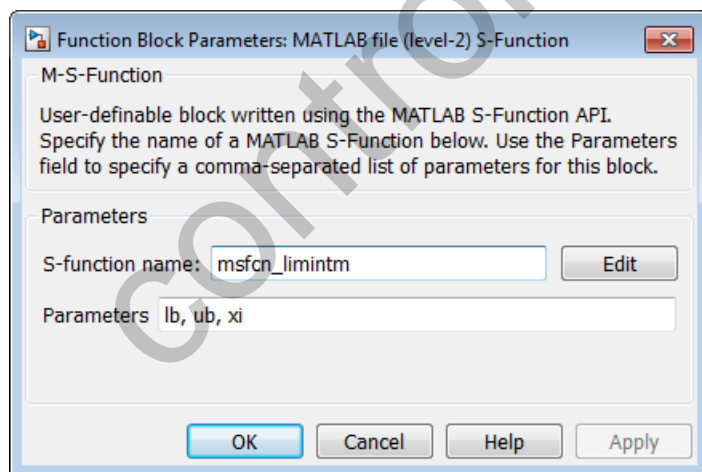 Function Block Parameters: MATLAB file (level-2) S-Function
M-S-Function
User-definable block written using the MATLAB S-Function API.
Specify the name of a MATLAB S-Function below. Use the Parameters
field to specify a comma-separated list of parameters for this block.
Parameters
S-function name: msfcn_limintm Edit
Parameters lb, ub, xi
OK Cancel Help Apply